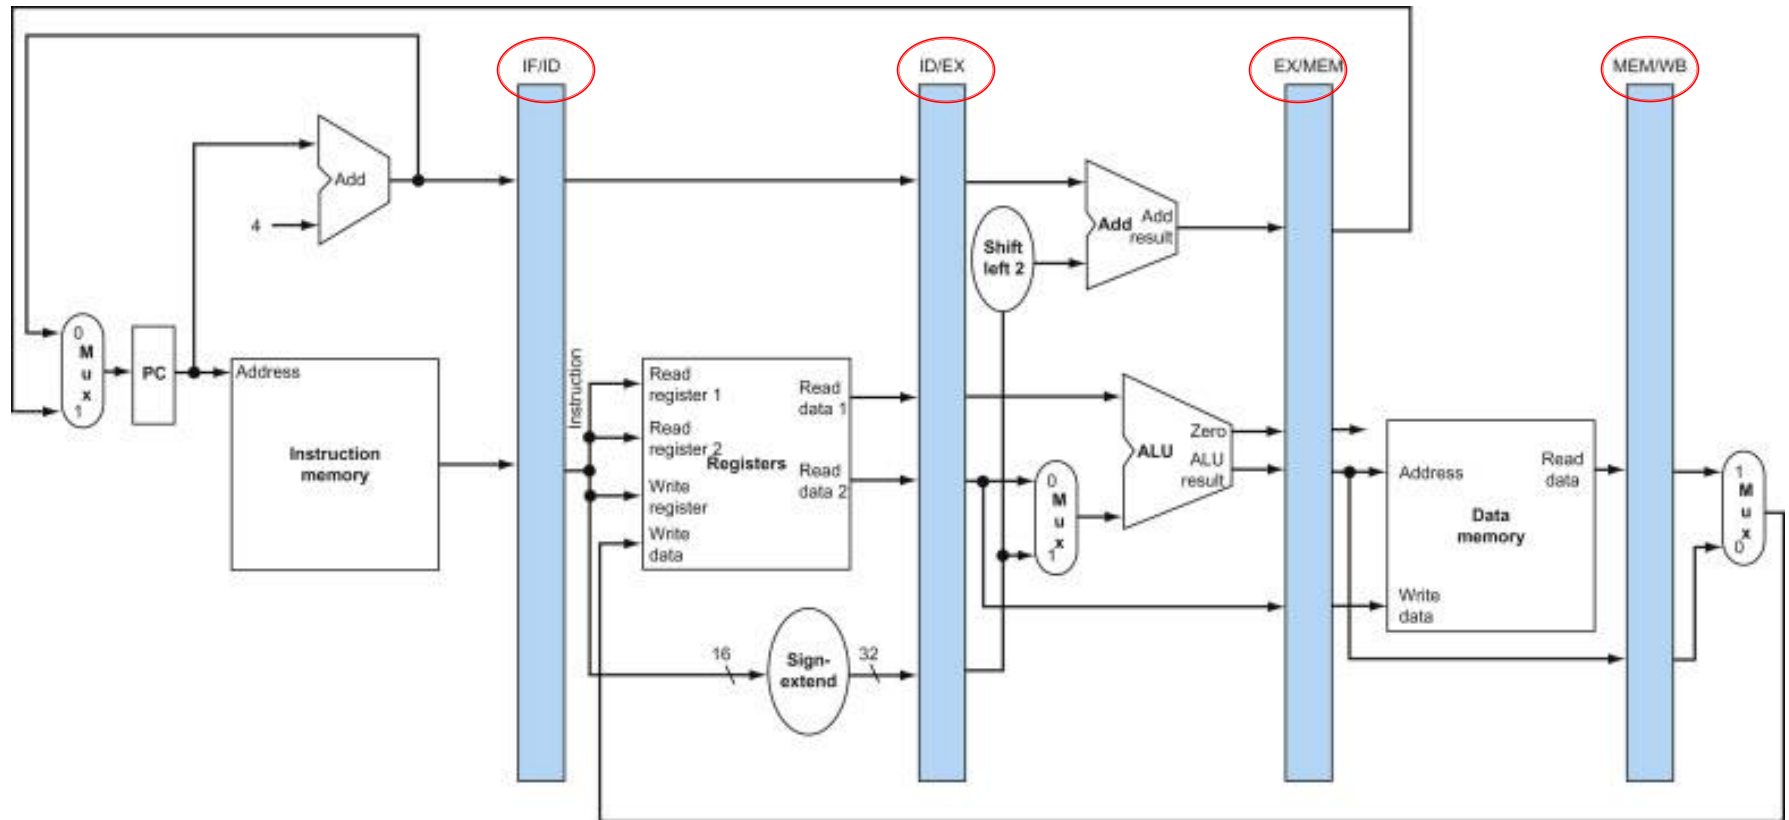 IF/ID
ID/EX
EX/MEM
MEM/WB
Add
4
Shift
left 2
Add
Add
result
0
M
u
x
1
PC
Address
Instruction
memory
Instruction
Read
register 1
Read
register 2
Write
register
Write
data
Registers
Read
data 1
Read
data 2
16
Sign-
extend
32
0
M
u
x
1
ALU
Zero
ALU
result
Address
Write
data
Data
memory
Read
data
1
M
u
x
0